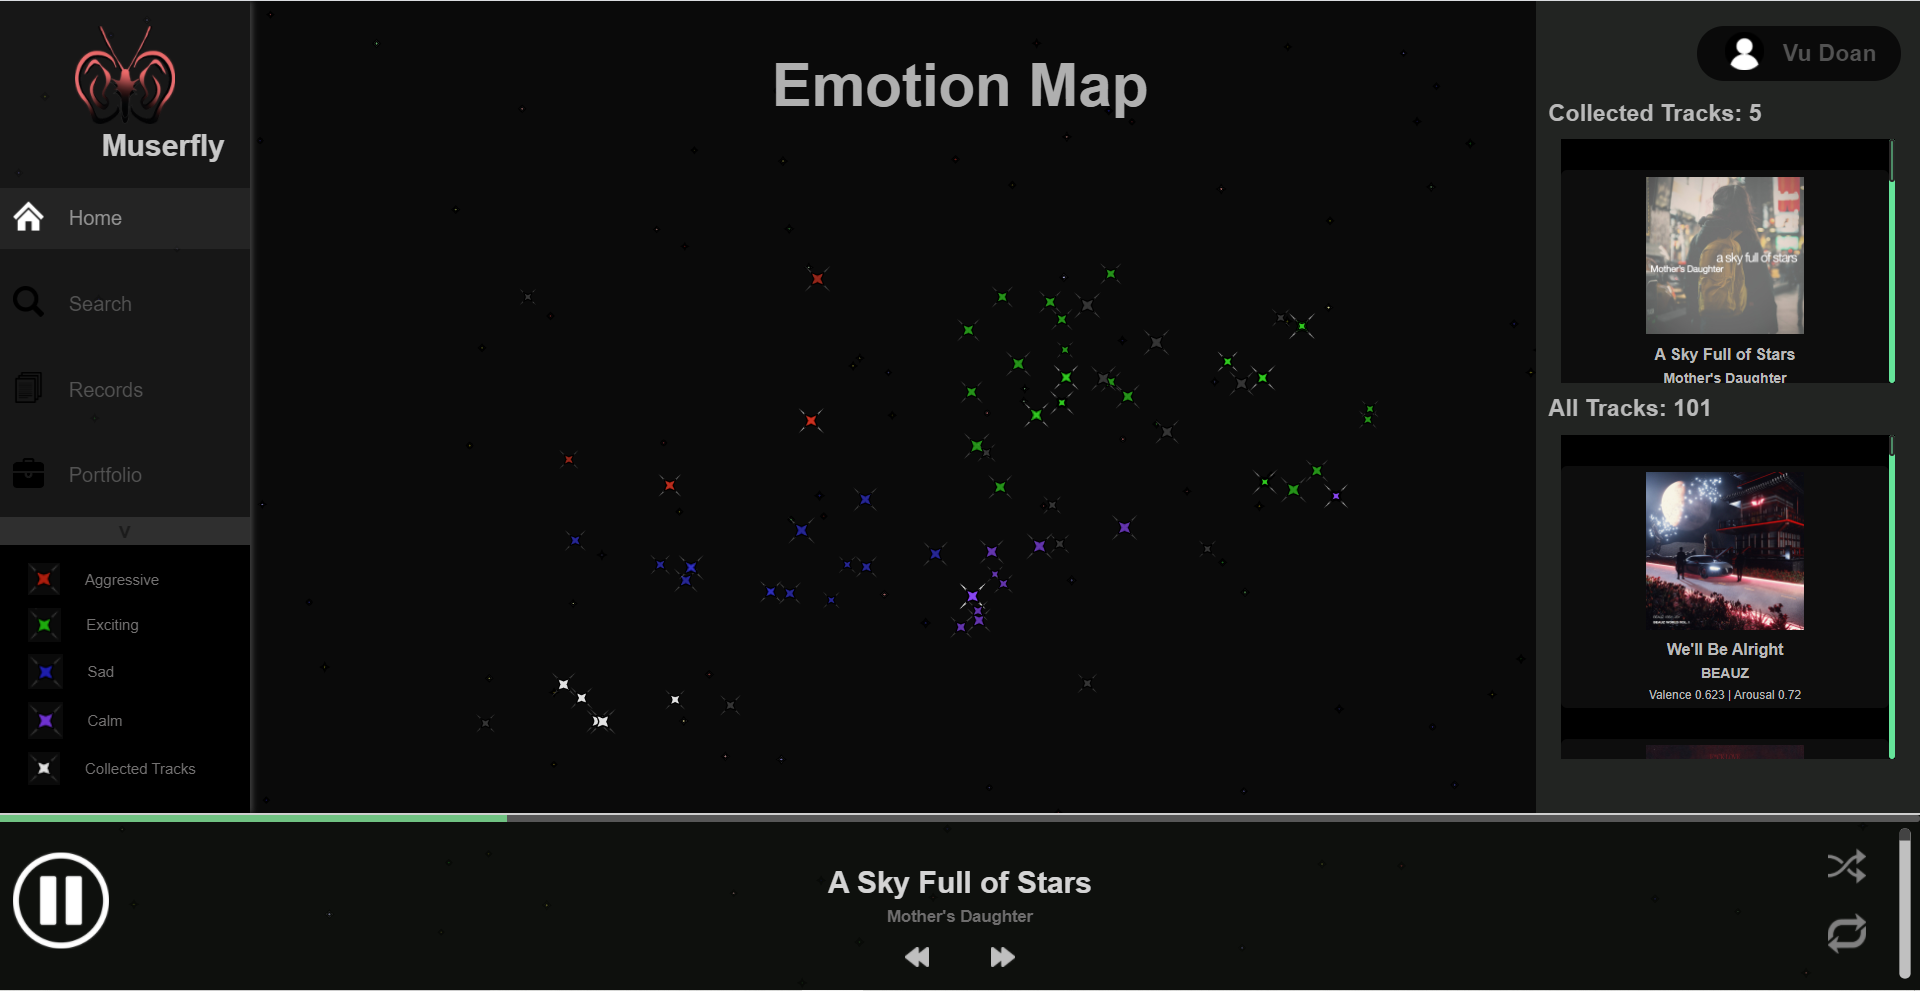 Muserfly
Home
Search
Records
Portfolio
v
Aggressive
Exciting
Sad
Calm
Collected Tracks
Emotion Map
Vu Doan
Collected Tracks: 5
a sky full of stars
Mother's Daughter
A Sky Full of Stars
Mother's Daughter
All Tracks: 101
We'll Be Alright
BEAUZ
Valence 0.623 | Arousal 0.72
A Sky Full of Stars
Mother's Daughter